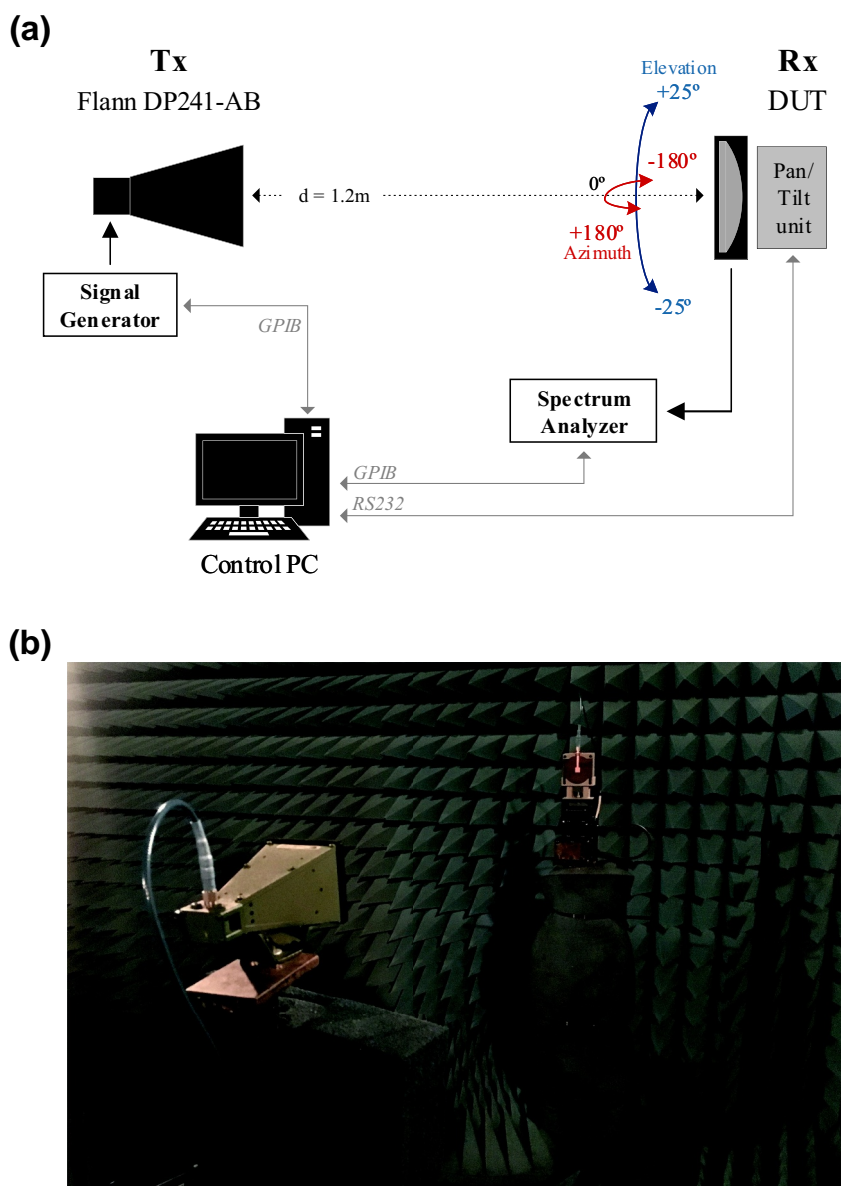 (a)
Tx
Flann DP241-AB
Rx
DUT
Elevation
+25º
-180º
0º
d = 1.2m
+180º
Azimuth
-25º
Pan/
Tilt
unit
Signal
Generator
GPIB
Spectrum
Analyzer
GPIB
RS232
Control PC
(b)